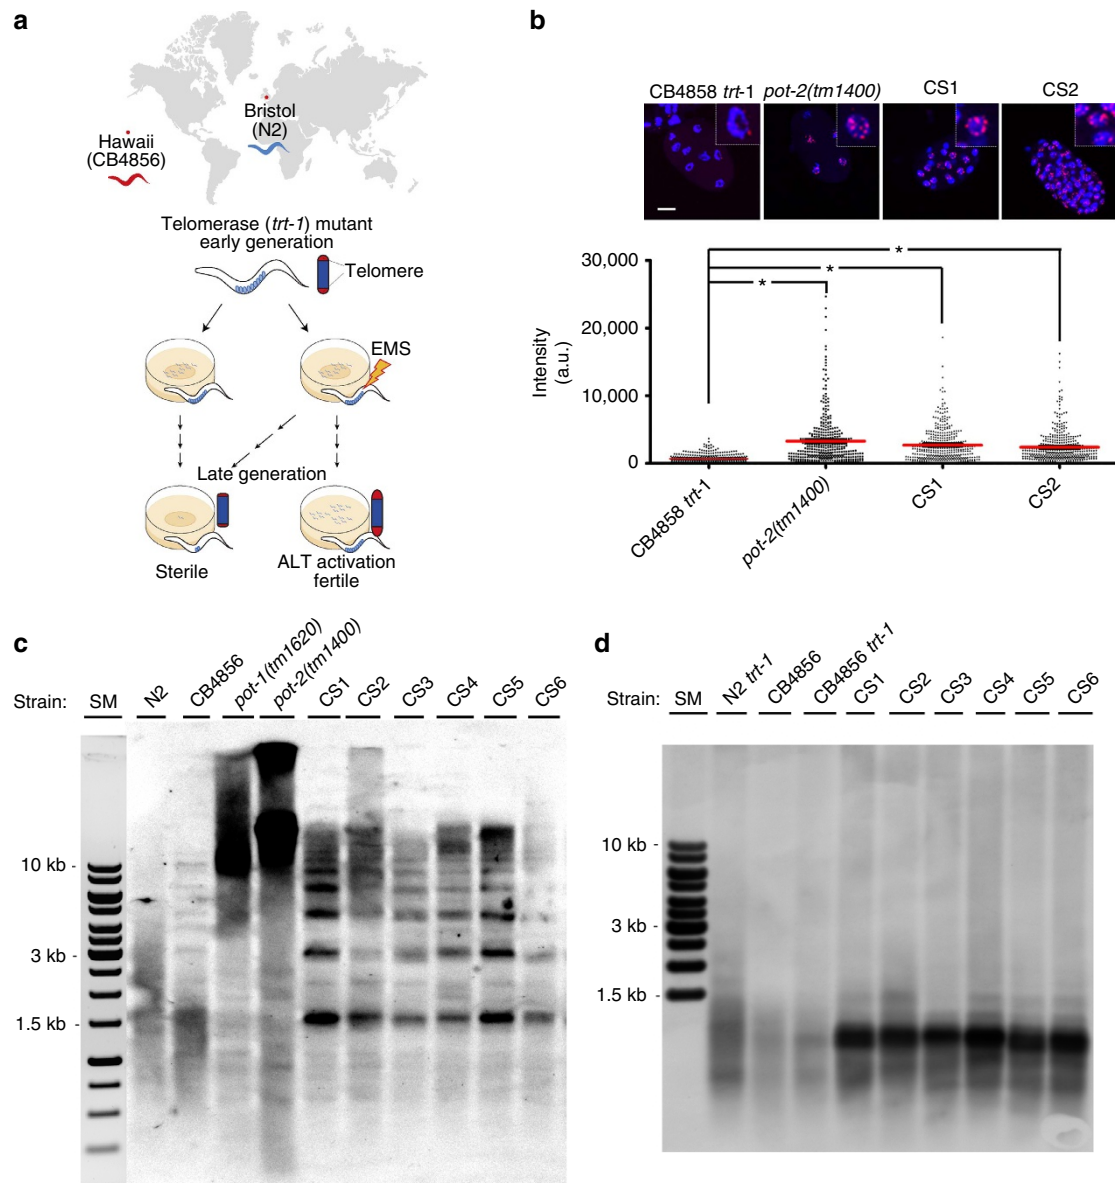 a
Bristol
(N2)
Hawaii
(CB4856)
Telomerase (trt-1) mutant
early generation
Telomere
EMS
Late generation
Sterile
ALT activation
fertile
b
CB4858 trt-1
pot-2(tm1400)
CS1
CS2
30,000
20,000
10,000
0
Intensity
(a.u.)
*
*
*
CB4858 trt-1
pot-2(tm1400)
CS1
CS2
c
Strain:
SM
N2
CB4856
pot-1(tm1620)
pot-2(tm1400)
CS1
CS2
CS3
CS4
CS5
CS6
10 kb -
3 kb -
1.5 kb -
d
Strain:
SM
N2 trt-1
CB4856
CB4856 trt-1
CS1
CS2
CS3
CS4
CS5
CS6
10 kb -
3 kb -
1.5 kb -